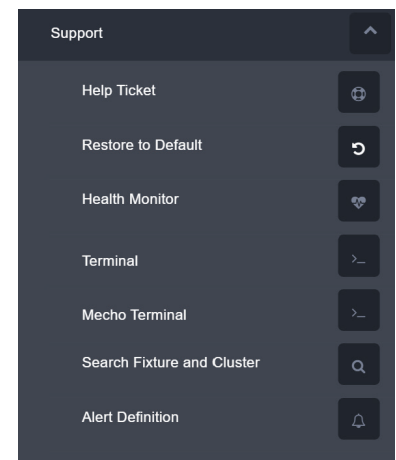 Support
Help Ticket
Restore to Default
Health Monitor
Terminal
Mecho Terminal
Search Fixture and Cluster
Alert Definition